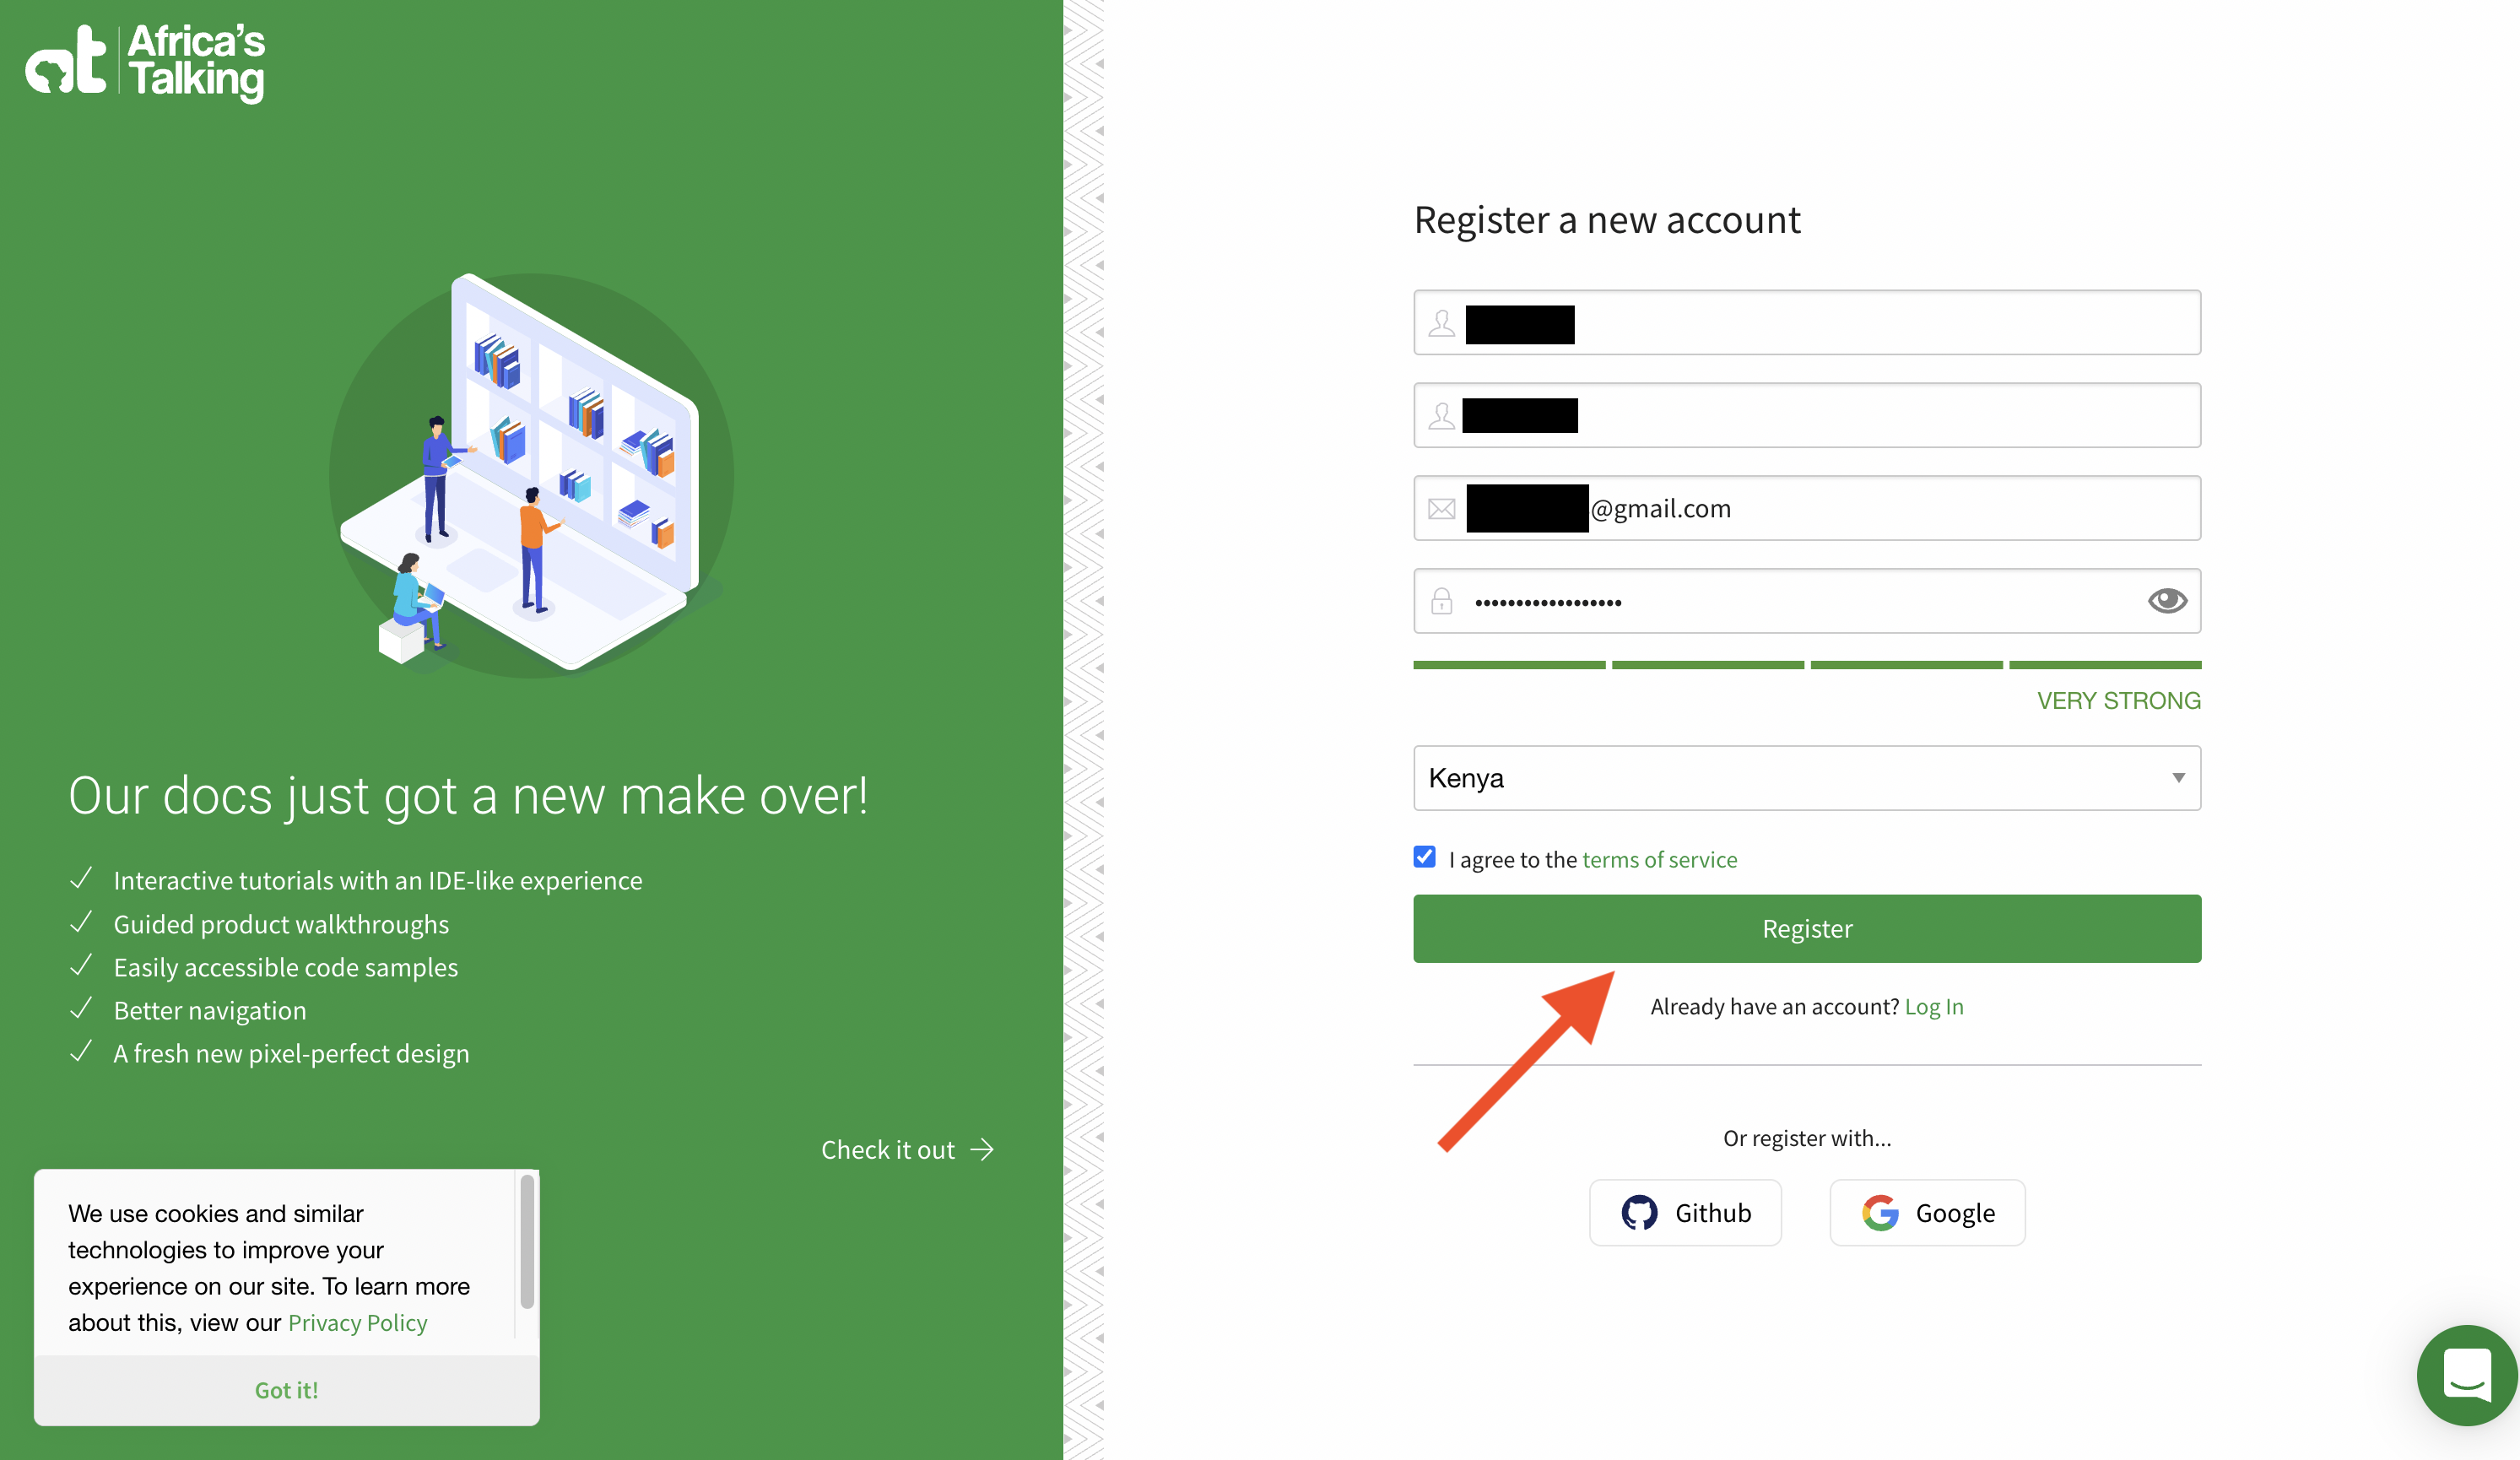 at
Africa's
Talking
Our docs just got a new make over!
Interactive tutorials with an IDE-like experience
Guided product walkthroughs
Easily accessible code samples
Better navigation
A fresh new pixel-perfect design
Check it out
We use cookies and similar
technologies to improve your
experience on our site. To learn more
about this, view our Privacy Policy
Got it!
Register a new account
@gmail.com
••••••••••••••••••
VERY STRONG
Kenya
I agree to the terms of service
Register
Already have an account? Log In
Or register with...
Github
Google